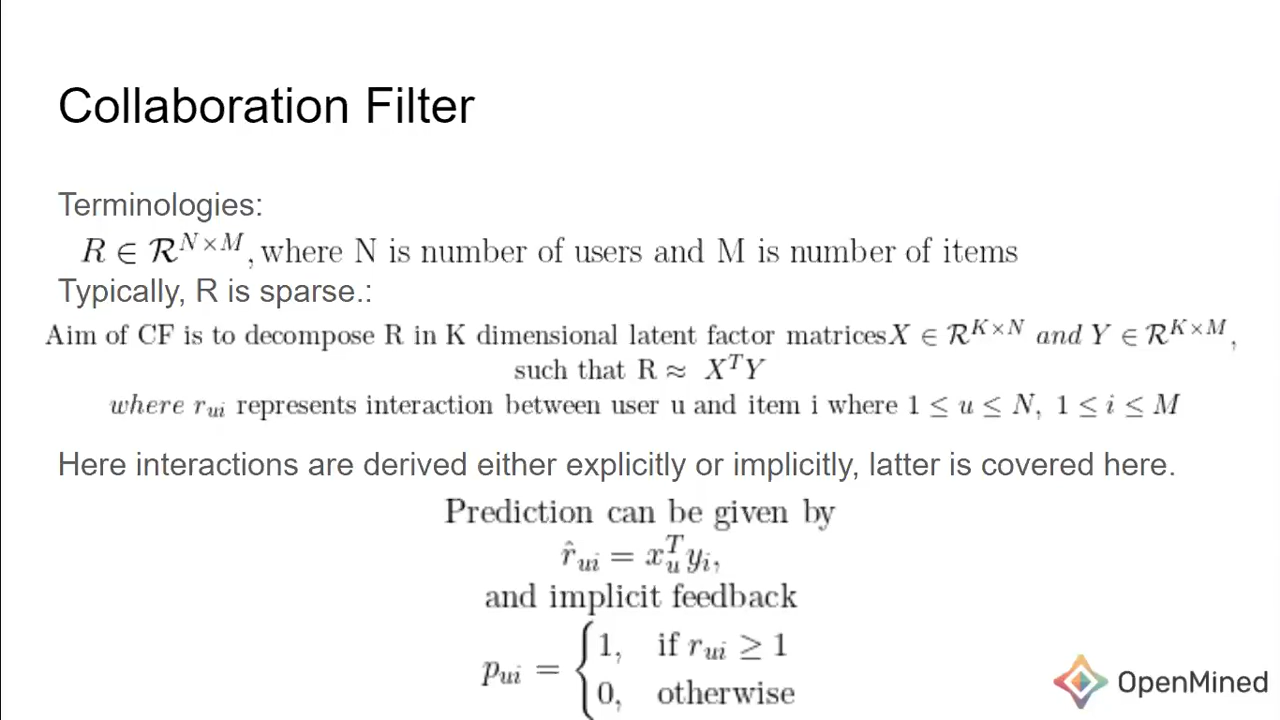 Collaboration Filter
Terminologies:
R ∈ ℛ^{N×M}, where N is number of users and M is number of items
Typically, R is sparse.:
Aim of CF is to decompose R in K dimensional latent factor matricesX ∈ ℛ^{K×N} and Y ∈ ℛ^{K×M},
such that R ≈ X^T Y
where r_{ui} represents interaction between user u and item i where 1 ≤ u ≤ N, 1 ≤ i ≤ M
Here interactions are derived either explicitly or implicitly, latter is covered here.
Prediction can be given by
r̂_{ui} = x_u^T y_i,
and implicit feedback
p_{ui} = { 1, if r_{ui} ≥ 1
0, otherwise
OpenMined